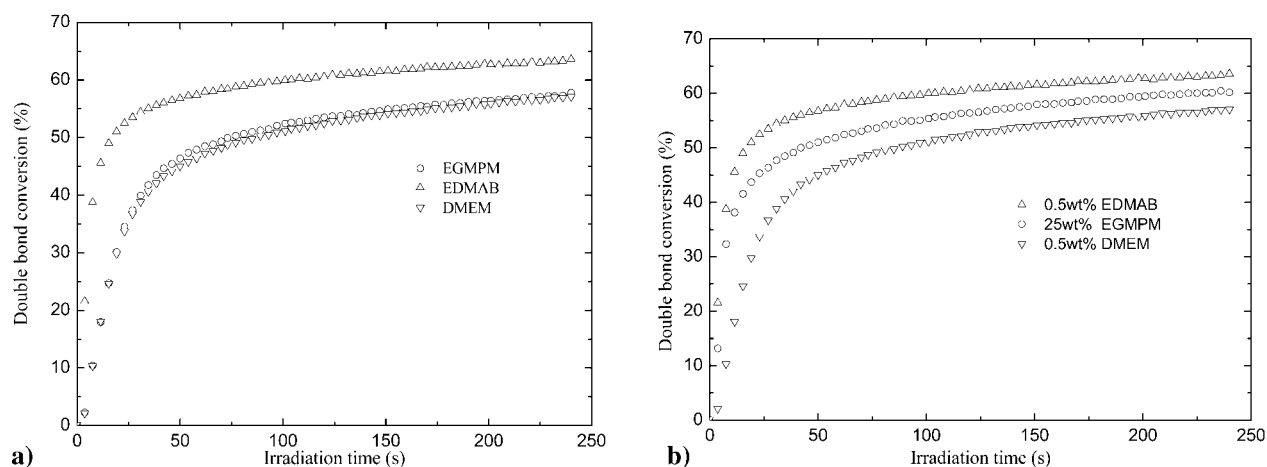 70
60
50
40
30
20
10
0
Double bond conversion (%)
EGMPM
EDMAB
DMEM
0 50 100 150 200 250
Irradiation time (s)
a)
70
60
50
40
30
20
10
0
Double bond conversion (%)
0.5wt% EDMAB
25wt% EGMPM
0.5wt% DMEM
0 50 100 150 200 250
Irradiation time (s)
b)